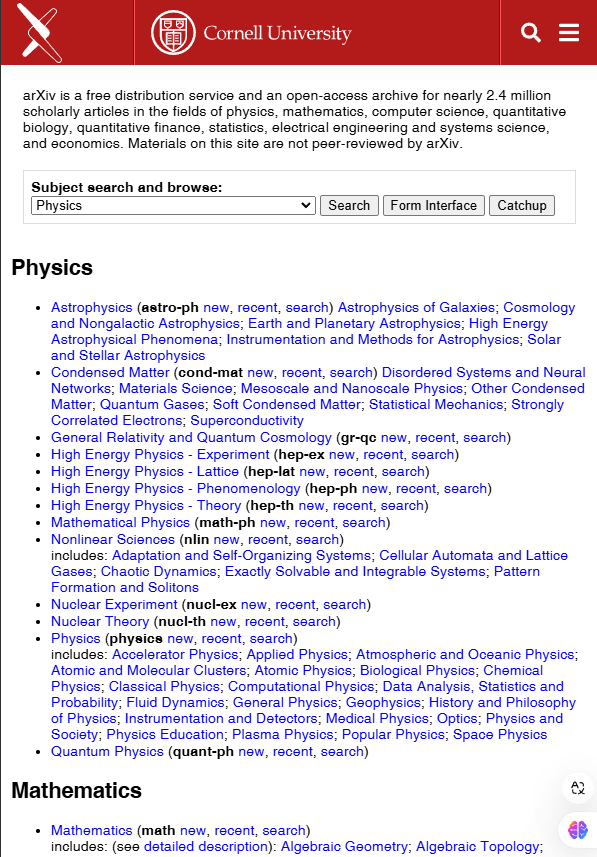 Cornell University
arXiv is a free distribution service and an open-access archive for nearly 2.4 million
scholarly articles in the fields of physics, mathematics, computer science, quantitative
biology, quantitative finance, statistics, electrical engineering and systems science,
and economics. Materials on this site are not peer-reviewed by arXiv.
Subject search and browse:
Physics Search Form Interface Catchup
Physics
• Astrophysics (astro-ph new, recent, search) Astrophysics of Galaxies; Cosmology
and Nongalactic Astrophysics; Earth and Planetary Astrophysics; High Energy
Astrophysical Phenomena; Instrumentation and Methods for Astrophysics; Solar
and Stellar Astrophysics
• Condensed Matter (cond-mat new, recent, search) Disordered Systems and Neural
Networks; Materials Science; Mesoscale and Nanoscale Physics; Other Condensed
Matter; Quantum Gases; Soft Condensed Matter; Statistical Mechanics; Strongly
Correlated Electrons; Superconductivity
• General Relativity and Quantum Cosmology (gr-qc new, recent, search)
• High Energy Physics - Experiment (hep-ex new, recent, search)
• High Energy Physics - Lattice (hep-lat new, recent, search)
• High Energy Physics - Phenomenology (hep-ph new, recent, search)
• High Energy Physics - Theory (hep-th new, recent, search)
• Mathematical Physics (math-ph new, recent, search)
• Nonlinear Sciences (nlin new, recent, search)
includes: Adaptation and Self-Organizing Systems; Cellular Automata and Lattice
Gases; Chaotic Dynamics; Exactly Solvable and Integrable Systems; Pattern
Formation and Solitons
• Nuclear Experiment (nucl-ex new, recent, search)
• Nuclear Theory (nucl-th new, recent, search)
• Physics (physics new, recent, search)
includes: Accelerator Physics; Applied Physics; Atmospheric and Oceanic Physics;
Atomic and Molecular Clusters; Atomic Physics; Biological Physics; Chemical
Physics; Classical Physics; Computational Physics; Data Analysis, Statistics and
Probability; Fluid Dynamics; General Physics; Geophysics; History and Philosophy
of Physics; Instrumentation and Detectors; Medical Physics; Optics; Physics and
Society; Physics Education; Plasma Physics; Popular Physics; Space Physics
• Quantum Physics (quant-ph new, recent, search)
Mathematics
• Mathematics (math new, recent, search)
includes: (see detailed description): Algebraic Geometry; Algebraic Topology;